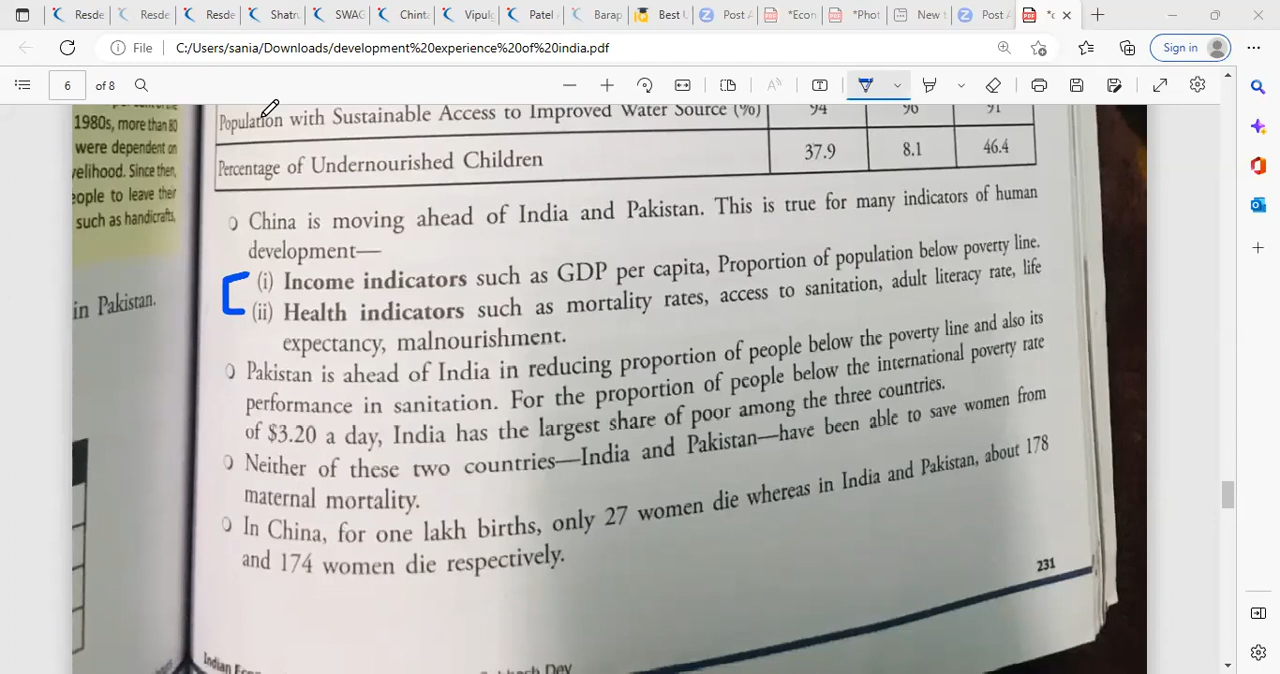 Resde
Resde
Resde
Shatru
SWAG
Chinta
Vipulg
Patel
Barap
Best U
Post A
*Econ
*Phot
New t
Post A
File
C:/Users/sania/Downloads/development%20experience%20of%20india.pdf
Sign in
6 of 8
1980s, more than 80
were dependent on
velihood. Since then,
eople to leave their
such as handicrafts,
in Pakistan.
Population with Sustainable Access to Improved Water Source (%) 94 96 91
Percentage of Undernourished Children 37.9 8.1 46.4
China is moving ahead of India and Pakistan. This is true for many indicators of human
development—
(i) Income indicators such as GDP per capita, Proportion of population below poverty line.
(ii) Health indicators such as mortality rates, access to sanitation, adult literacy rate, life
expectancy, malnourishment.
Pakistan is ahead of India in reducing proportion of people below the poverty line and also its
performance in sanitation. For the proportion of people below the international poverty rate
of $3.20 a day, India has the largest share of poor among the three countries.
Neither of these two countries—India and Pakistan—have been able to save women from
maternal mortality.
In China, for one lakh births, only 27 women die whereas in India and Pakistan, about 178
and 174 women die respectively.
231